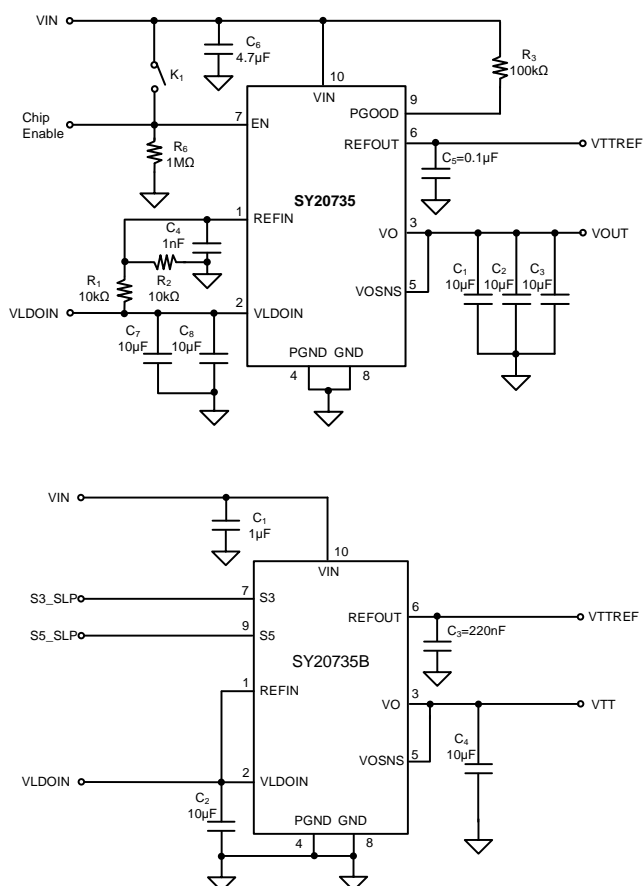 VIN
C6
4.7µF
R3
100kΩ
K1
10
VIN
9
PGOOD
Chip
Enable
7
EN
6
REFOUT
VTTREF
R6
1MΩ
C5=0.1µF
SY20735
1
REFIN
C4
1nF
3
VO
VOUT
R1
10kΩ
R2
10kΩ
C1
10µF
C2
10µF
C3
10µF
VOSNS
5
VLDOIN
2
VLDOIN
C7
10µF
C8
10µF
PGND GND
4
8
VIN
C1
1µF
10
VIN
S3_SLP
7
S3
6
REFOUT
VTTREF
S5_SLP
9
S5
C3=220nF
SY20735B
1
REFIN
3
VO
VTT
C4
10µF
VOSNS
5
VLDOIN
2
VLDOIN
C2
10µF
PGND GND
4
8